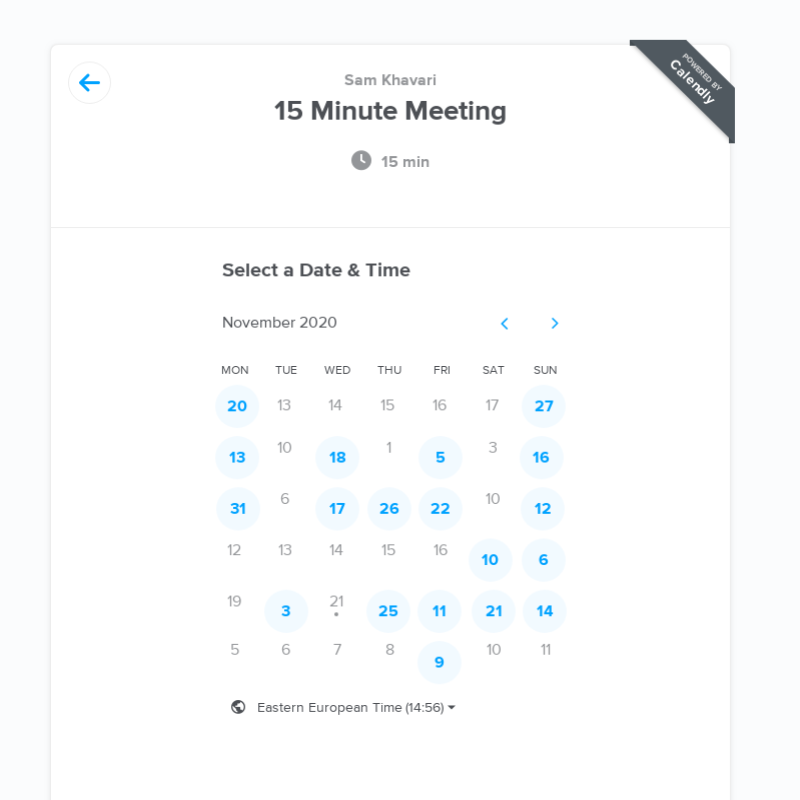 POWERED BY
Calendly
Sam Khavari
15 Minute Meeting
15 min
Select a Date & Time
November 2020
MON TUE WED THU FRI SAT SUN
20 13 14 15 16 17 27
13 10 18 1 5 3 16
31 6 17 26 22 10 12
12 13 14 15 16 10 6
19 3 21 25 11 21 14
5 6 7 8 9 10 11
Eastern European Time (14:56)